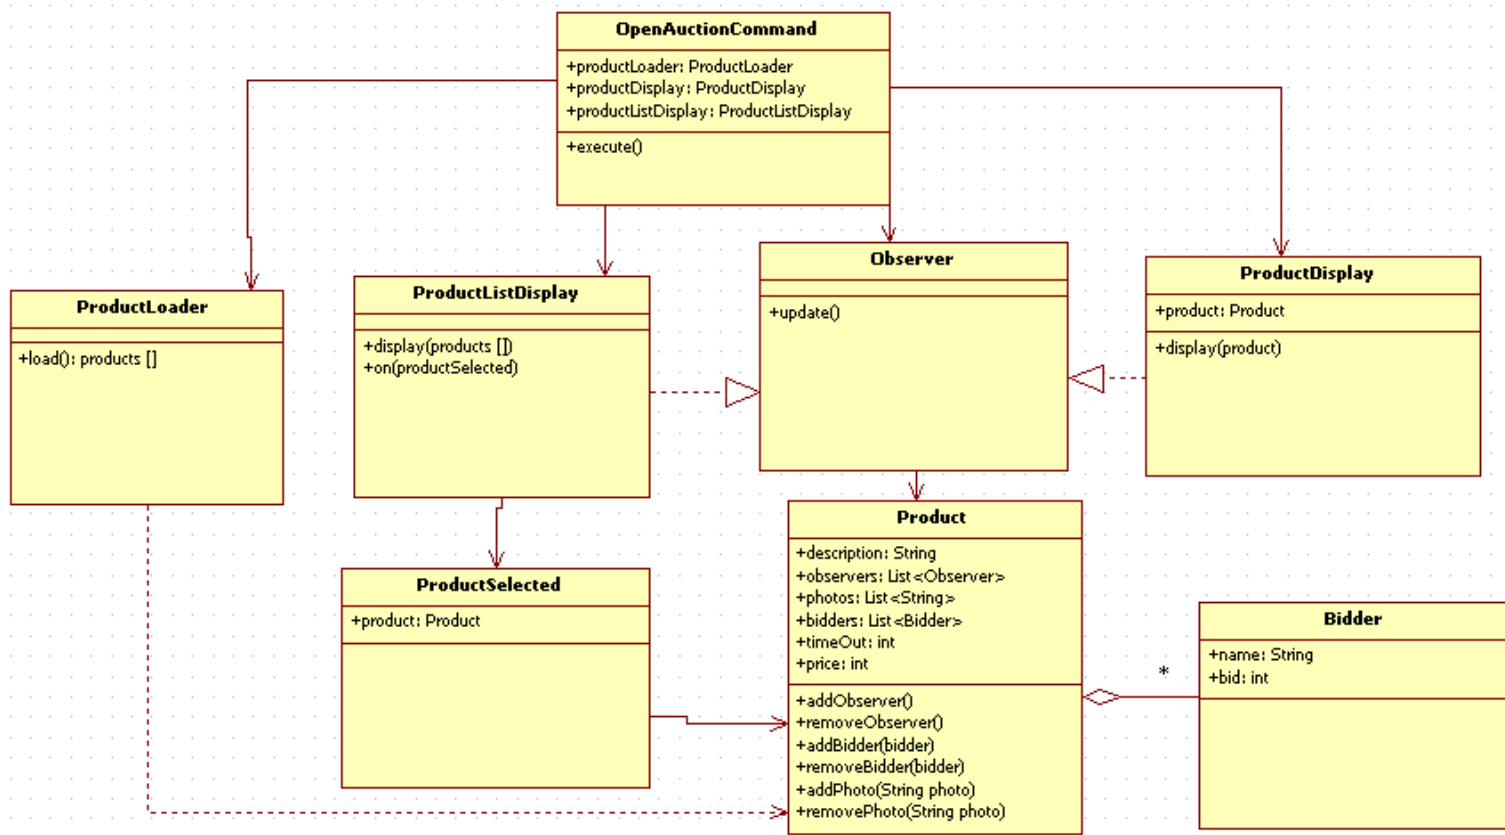 OpenAuctionCommand
+productLoader: ProductLoader
+productDisplay: ProductDisplay
+productListDisplay: ProductListDisplay
+execute()
ProductLoader
+load(): products []
ProductListDisplay
+display(products [])
+on(productSelected)
Observer
+update()
ProductDisplay
+product: Product
+display(product)
ProductSelected
+product: Product
Product
+description: String
+observers: List<Observer>
+photos: List<String>
+bidders: List<Bidder>
+timeOut: int
+price: int
+addObserver()
+removeObserver()
+addBidder(bidder)
+removeBidder(bidder)
+addPhoto(String photo)
+removePhoto(String photo)
*
Bidder
+name: String
+bid: int